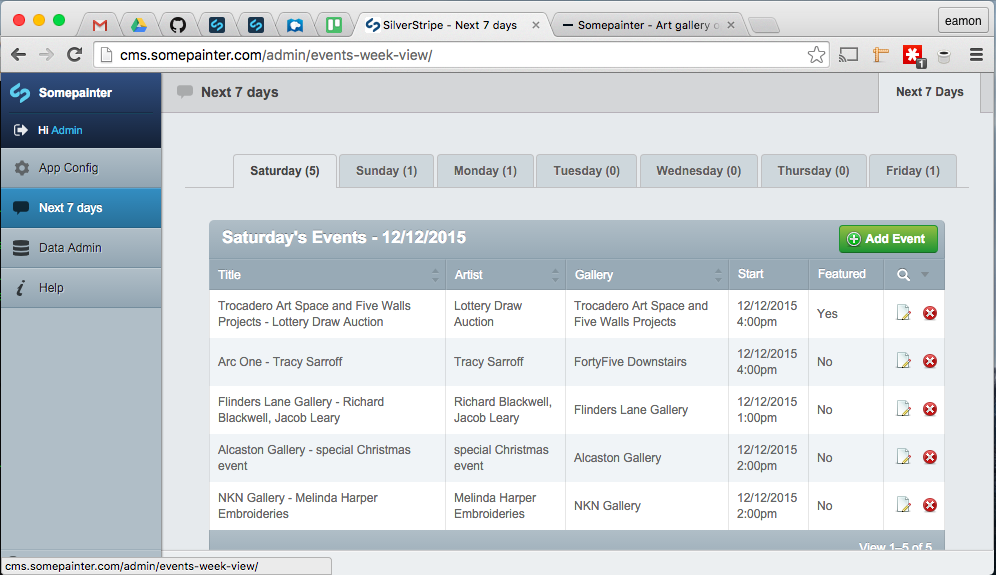 SilverStripe - Next 7 days
Somepainter - Art gallery o
eamon
cms.somepainter.com/admin/events-week-view/
1
Somepainter
Next 7 days
Next 7 Days
Hi Admin
App Config
Next 7 days
Data Admin
Help
Saturday (5)
Sunday (1)
Monday (1)
Tuesday (0)
Wednesday (0)
Thursday (0)
Friday (1)
Saturday's Events - 12/12/2015
Add Event
Title
Artist
Gallery
Start
Featured
Trocadero Art Space and Five Walls
Projects - Lottery Draw Auction
Lottery Draw
Auction
Trocadero Art Space and
Five Walls Projects
12/12/2015
4:00pm
Yes
Arc One - Tracy Sarroff
Tracy Sarroff
FortyFive Downstairs
12/12/2015
4:00pm
No
Flinders Lane Gallery - Richard
Blackwell, Jacob Leary
Richard Blackwell,
Jacob Leary
Flinders Lane Gallery
12/12/2015
1:00pm
No
Alcaston Gallery - special Christmas
event
special Christmas
event
Alcaston Gallery
12/12/2015
2:00pm
No
NKN Gallery - Melinda Harper
Embroideries
Melinda Harper
Embroideries
NKN Gallery
12/12/2015
2:00pm
No
View 1–5 of 5
cms.somepainter.com/admin/events-week-view/